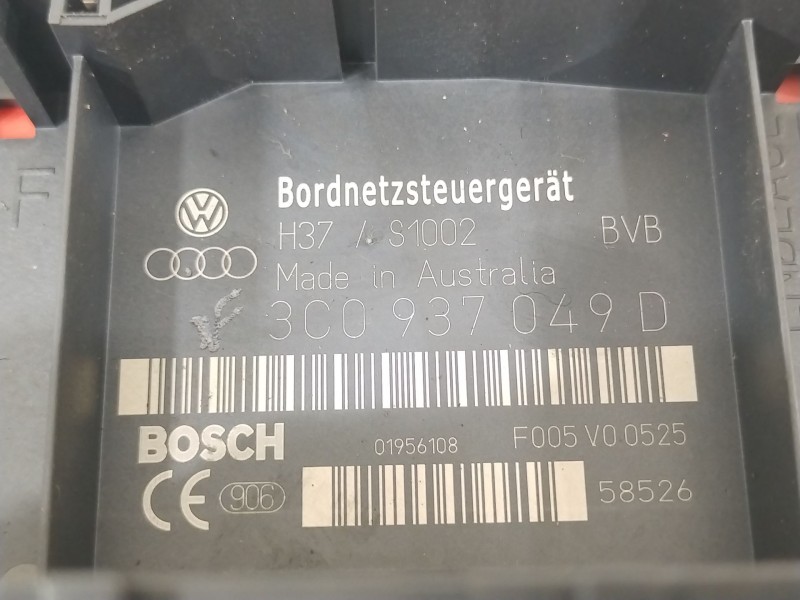 F
Bordnetzsteuergerät
H37 / S1002 BVB
Made in Australia
3C0 937 049 D
BOSCH 01956108 F005 V0 0525
CE 906 58526